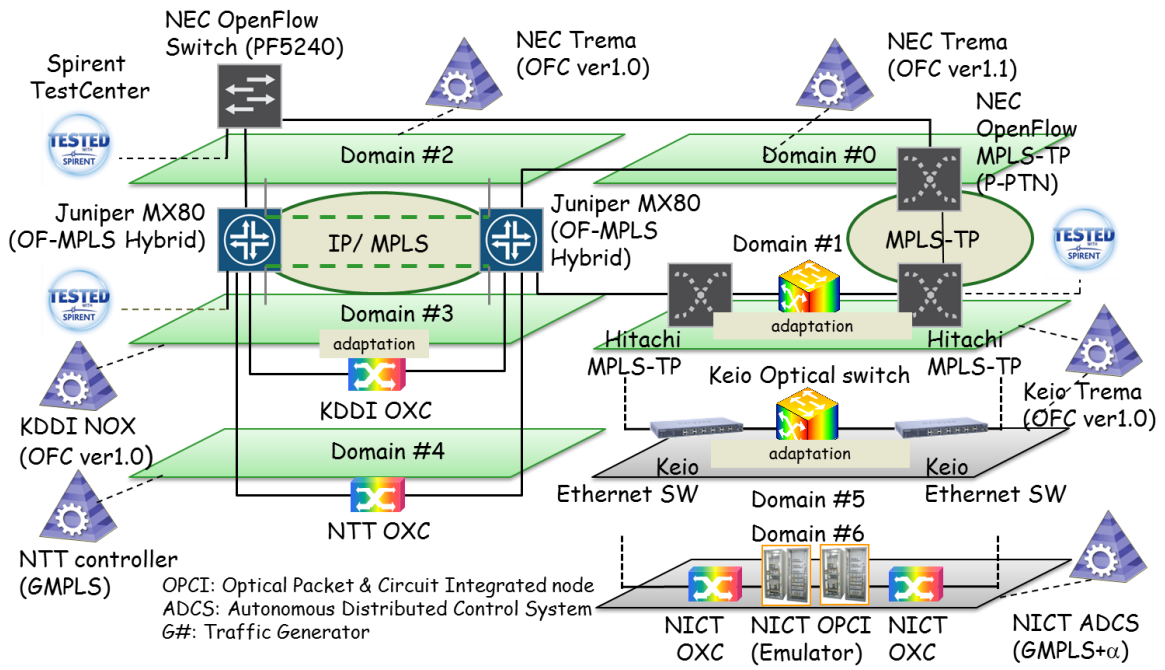 NEC OpenFlow
Switch (PF5240)
Spirent
TestCenter
NEC Trema
(OFC ver1.0)
NEC Trema
(OFC ver1.1)
NEC
OpenFlow
MPLS-TP
(P-PTN)
TESTED
WITH
SPIRENT
Domain #2
Domain #0
Juniper MX80
(OF-MPLS Hybrid)
IP/ MPLS
Juniper MX80
(OF-MPLS
Hybrid)
Domain #1
MPLS-TP
TESTED
WITH
SPIRENT
TESTED
WITH
SPIRENT
Domain #3
adaptation
adaptation
Hitachi
MPLS-TP
Hitachi
MPLS-TP
KDDI OXC
Keio Optical switch
Keio Trema
(OFC ver1.0)
KDDI NOX
(OFC ver1.0)
Domain #4
adaptation
Keio
Ethernet SW
Keio
Ethernet SW
NTT OXC
Domain #5
Domain #6
NTT controller
(GMPLS)
OPCI: Optical Packet & Circuit Integrated node
ADCS: Autonomous Distributed Control System
G#: Traffic Generator
NICT
OXC
NICT OPCI
(Emulator)
NICT
OXC
NICT ADCS
(GMPLS+α)